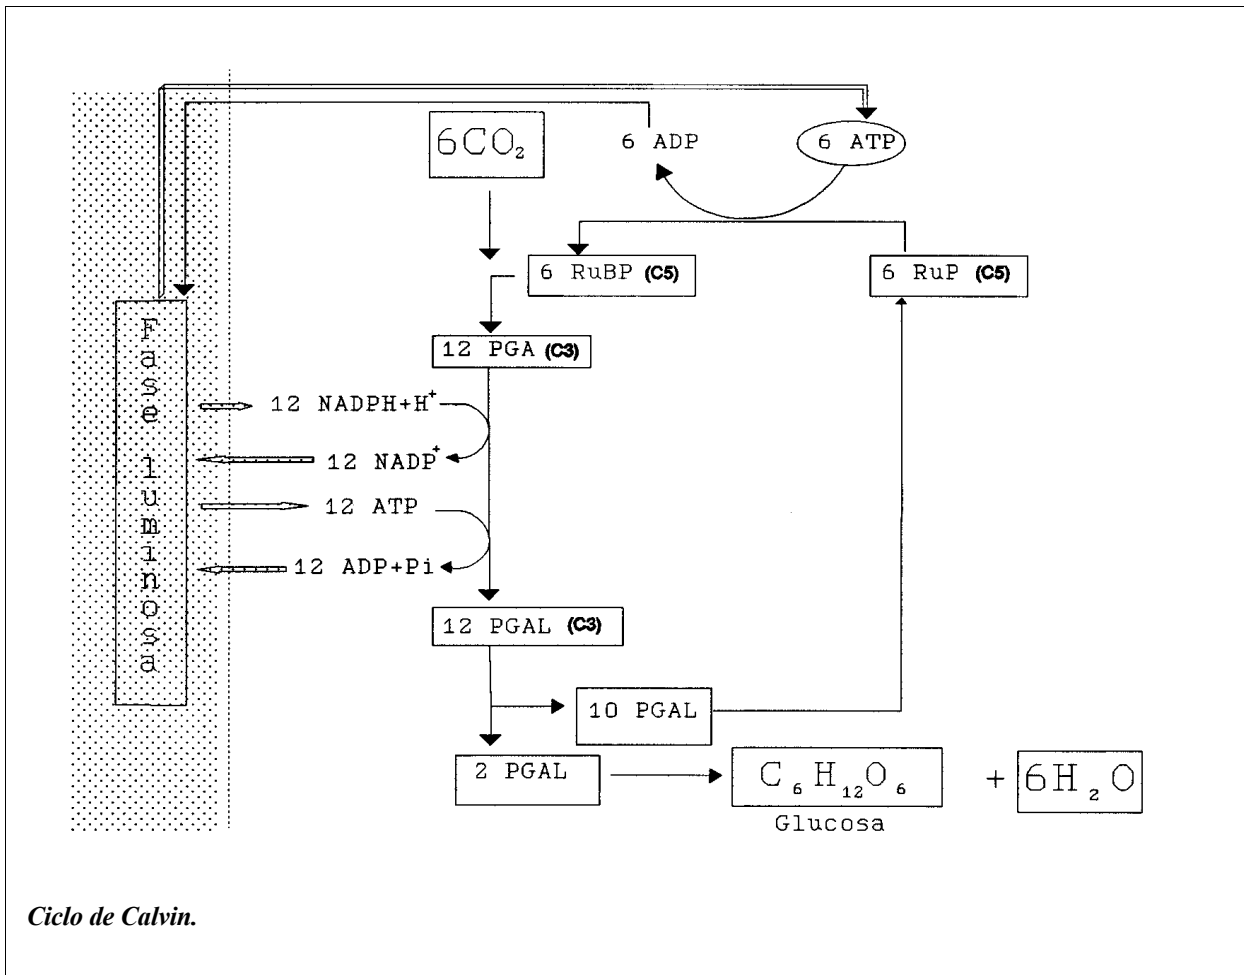 6CO₂
6 ADP
6 ATP
6 RuBP (C5)
6 RuP (C5)
12 PGA (C3)
Fase luminosa
12 NADPH+H⁺
12 NADP⁺
12 ATP
12 ADP+Pi
12 PGAL (C3)
10 PGAL
2 PGAL
C₆H₁₂O₆ + 6H₂O
Glucosa
Ciclo de Calvin.